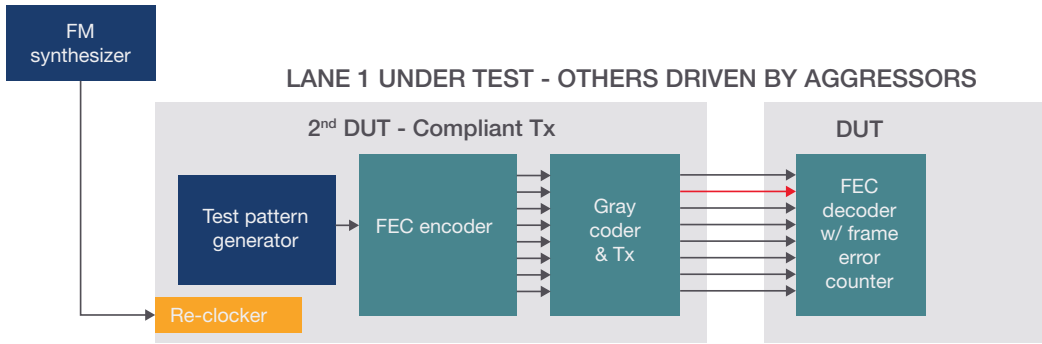 FM
synthesizer
LANE 1 UNDER TEST - OTHERS DRIVEN BY AGGRESSORS
2nd DUT - Compliant Tx
DUT
Test pattern
generator
FEC encoder
Gray
coder
& Tx
FEC
decoder
w/ frame
error
counter
Re-clocker